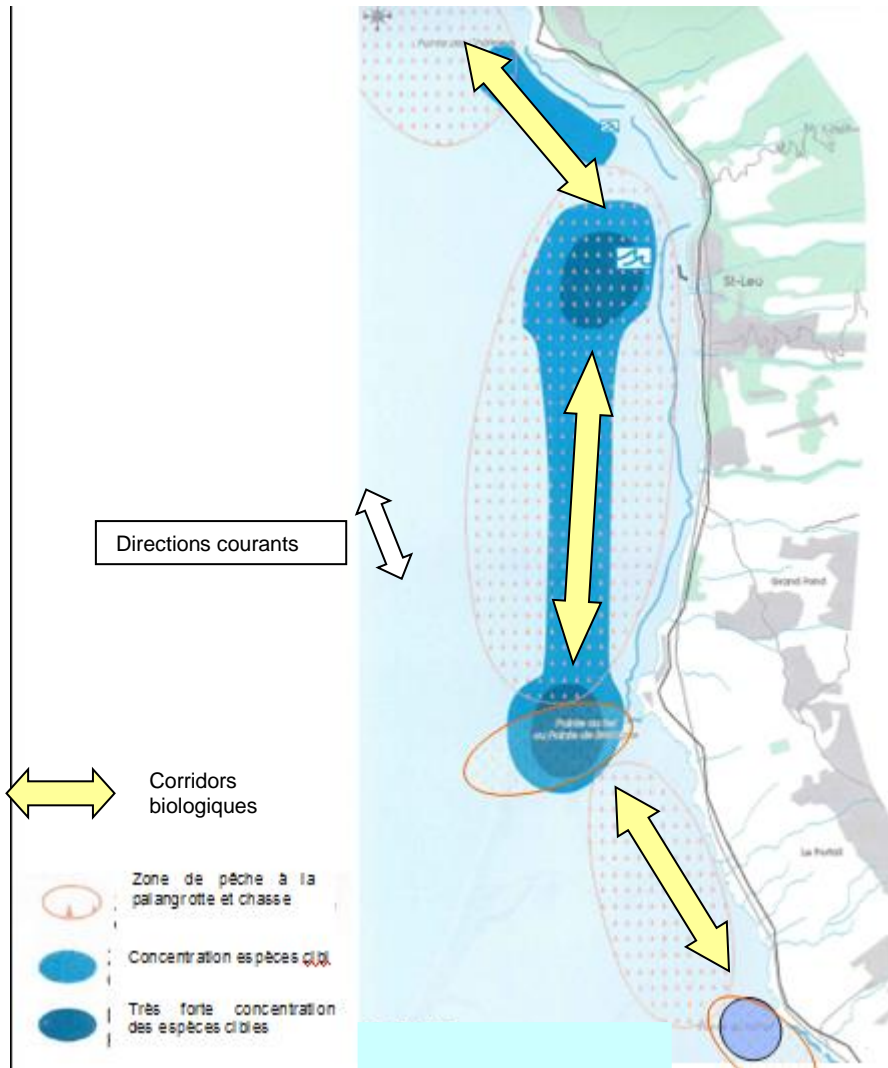 St-Leu
Directions courants
Grand Fond
Pointe au Sel
ou Pointe de
Le Portail
Corridors
biologiques
Zone de pêche à la
palangrotte et chasse
Concentration espèces cibl
Très forte concentration
des espèces cibles